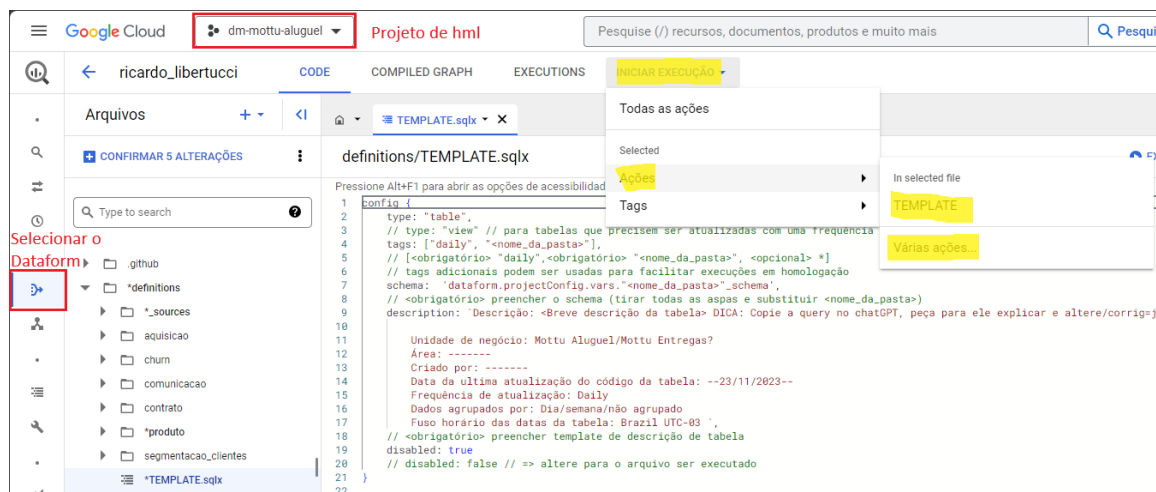 Google Cloud
dm-mottu-aluguel
Projeto de hml
Pesquise (/) recursos, documentos, produtos e muito mais
Pesqui
ricardo_libertucci
CODE
COMPILED GRAPH
EXECUTIONS
INICIAR EXECUÇÃO
Arquivos
TEMPLATE.sqlx
Todas as ações
CONFIRMAR 5 ALTERAÇÕES
definitions/TEMPLATE.sqlx
Selected
Ações
Tags
In selected file
TEMPLATE
Várias ações...
Pressione Alt+F1 para abrir as opções de acessibilidad
Type to search
Selecionar o
Dataform
.github
*definitions
*_sources
aquisicao
churn
comunicacao
contrato
*produto
segmentacao_clientes
*TEMPLATE.sqlx
1 config {
2 type: "table",
3 // type: "view" // para tabelas que precisem ser atualizadas com uma frequência
4 tags: ["daily", "<nome_da_pasta>"],
5 // [<obrigatório> "daily",<obrigatório> "<nome_da_pasta>", <opcional> *]
6 // tags adicionais podem ser usadas para facilitar execuções em homologação
7 schema: 'dataform.projectConfig.vars."<nome_da_pasta>"_schema',
8 // <obrigatório> preencher o schema (tirar todas as aspas e substituir <nome_da_pasta>)
9 description: `Descrição: <Breve descrição da tabela> DICA: Copie a query no chatGPT, peça para ele explicar e altere/corrig=j
10
11 Unidade de negócio: Mottu Aluguel/Mottu Entregas?
12 Área: -------
13 Criado por: -------
14 Data da ultima atualização do código da tabela: --23/11/2023--
15 Frequência de atualização: Daily
16 Dados agrupados por: Dia/semana/não agrupado
17 Fuso horário das datas da tabela: Brazil UTC-03 `,
18 // <obrigatório> preencher template de descrição de tabela
19 disabled: true
20 // disabled: false // => altere para o arquivo ser executado
21 }
22